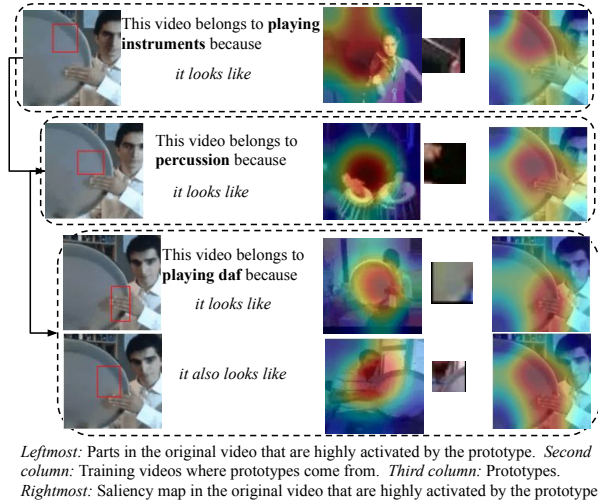 This video belongs to playing
instruments because
it looks like
This video belongs to
percussion because
it looks like
This video belongs to
playing daf because
it looks like
it also looks like
Leftmost: Parts in the original video that are highly activated by the prototype. Second
column: Training videos where prototypes come from. Third column: Prototypes.
Rightmost: Saliency map in the original video that are highly activated by the prototype